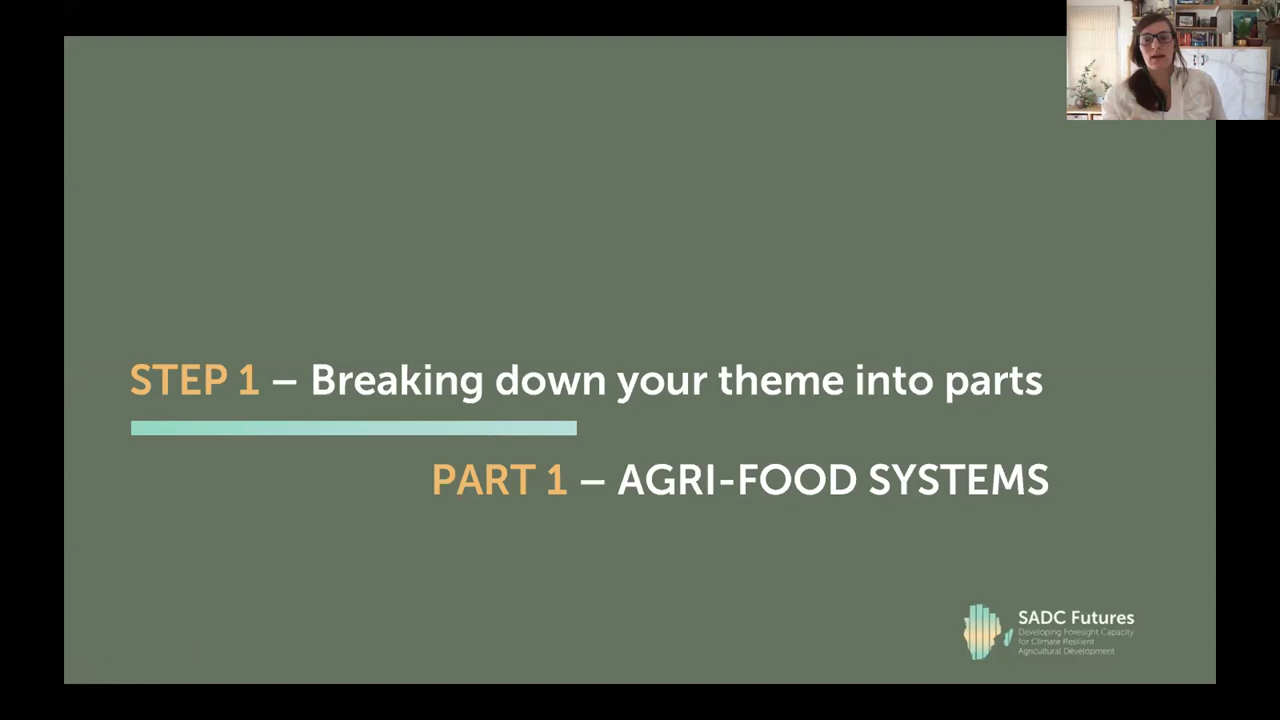 STEP 1 – Breaking down your theme into parts
PART 1 – AGRI-FOOD SYSTEMS
SADC Futures
Developing Foresight Capacity
for Climate Resilient
Agricultural Development